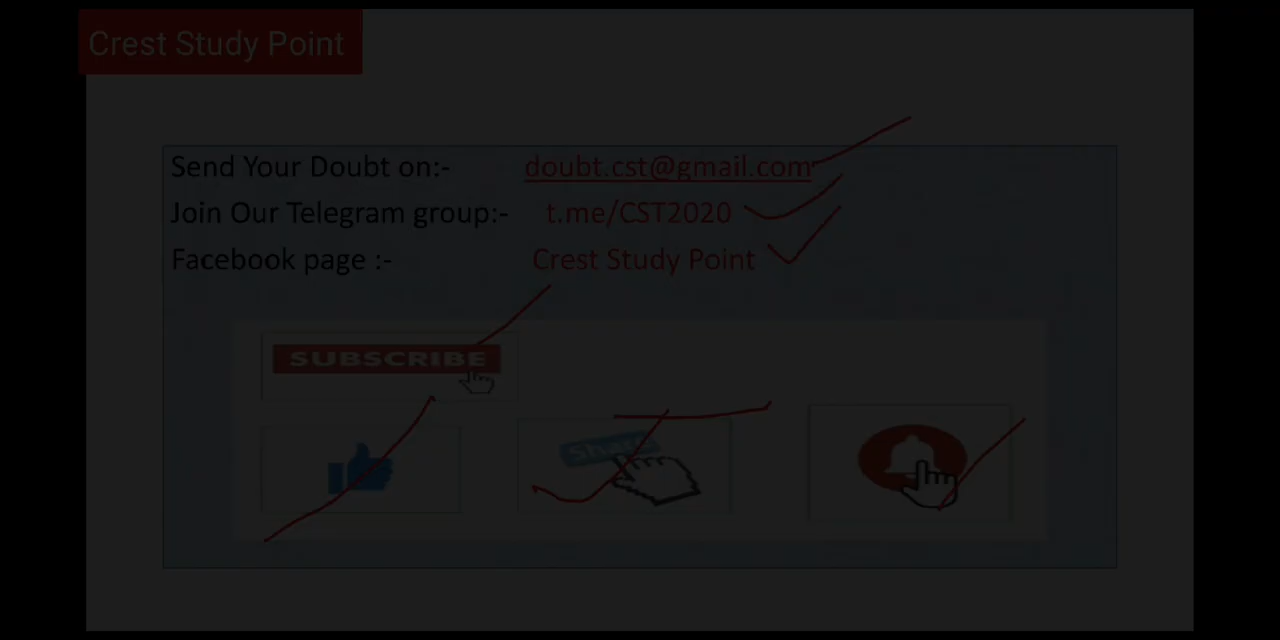 Crest Study Point
Send Your Doubt on:- doubt.cst@gmail.com
Join Our Telegram group:- t.me/CST2020
Facebook page :- Crest Study Point
SUBSCRIBE
Share